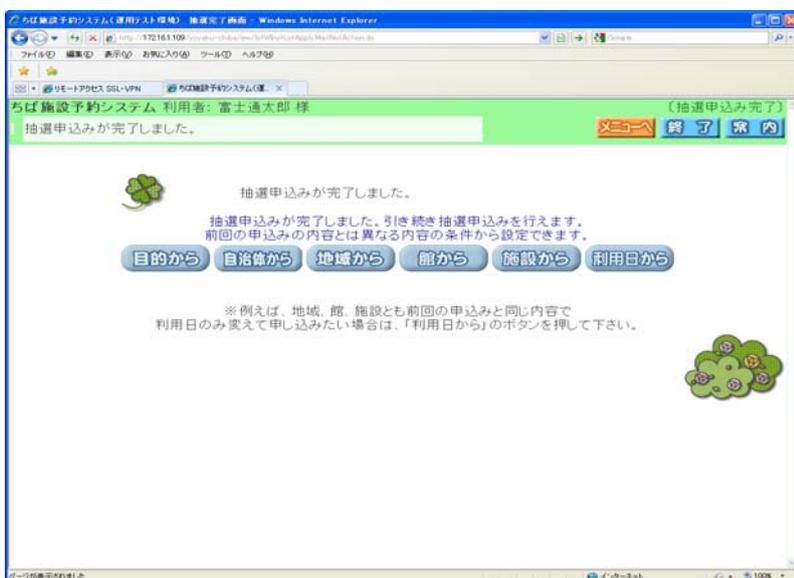 ちば施設予約システム(運用テスト環境) 抽選完了画面 - Windows Internet Explorer
ファイル(F) 編集(E) 表示(V) お気に入り(A) ツール(T) ヘルプ(H)
リモートアクセス SSL-VPN ちば施設予約システム(運...
ちば施設予約システム 利用者: 富士通太郎 様 〔抽選申込み完了〕
抽選申込みが完了しました。 メニューへ 終了 案内
抽選申込みが完了しました。
抽選申込みが完了しました。引き続き抽選申込みを行えます。
前回の申込みの内容とは異なる内容の条件から設定できます。
目的から 自治体から 地域から 館から 施設から 利用日から
※例えば、地域、館、施設とも前回の申込みと同じ内容で
利用日のみ変えて申し込みたい場合は、「利用日から」のボタンを押して下さい。
ページが表示されました インターネット 100%